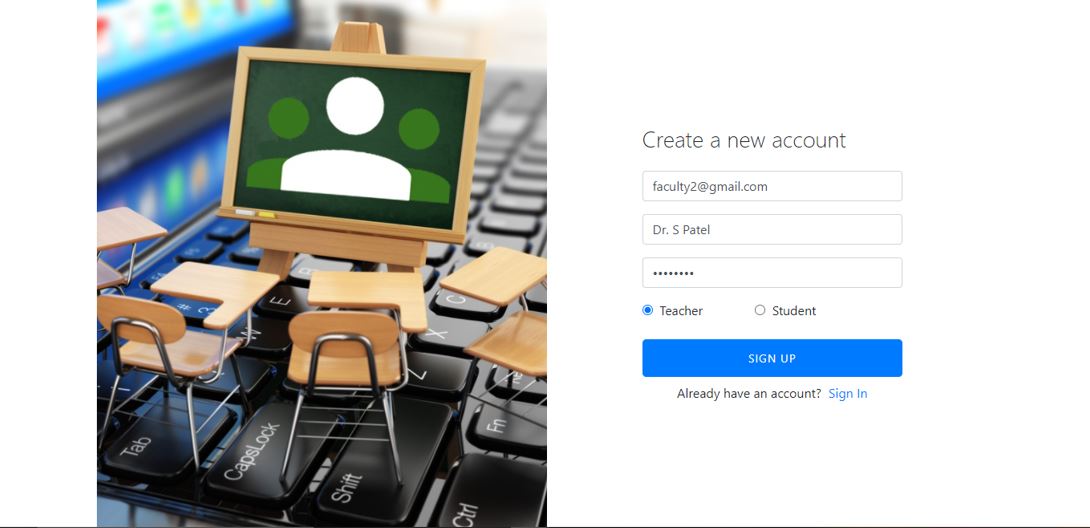 Create a new account
faculty2@gmail.com
Dr. S Patel
••••••••
Teacher
Student
SIGN UP
Already have an account? Sign In
E
X
Z
Tab
CapsLock
Shift
Fn
Ctrl